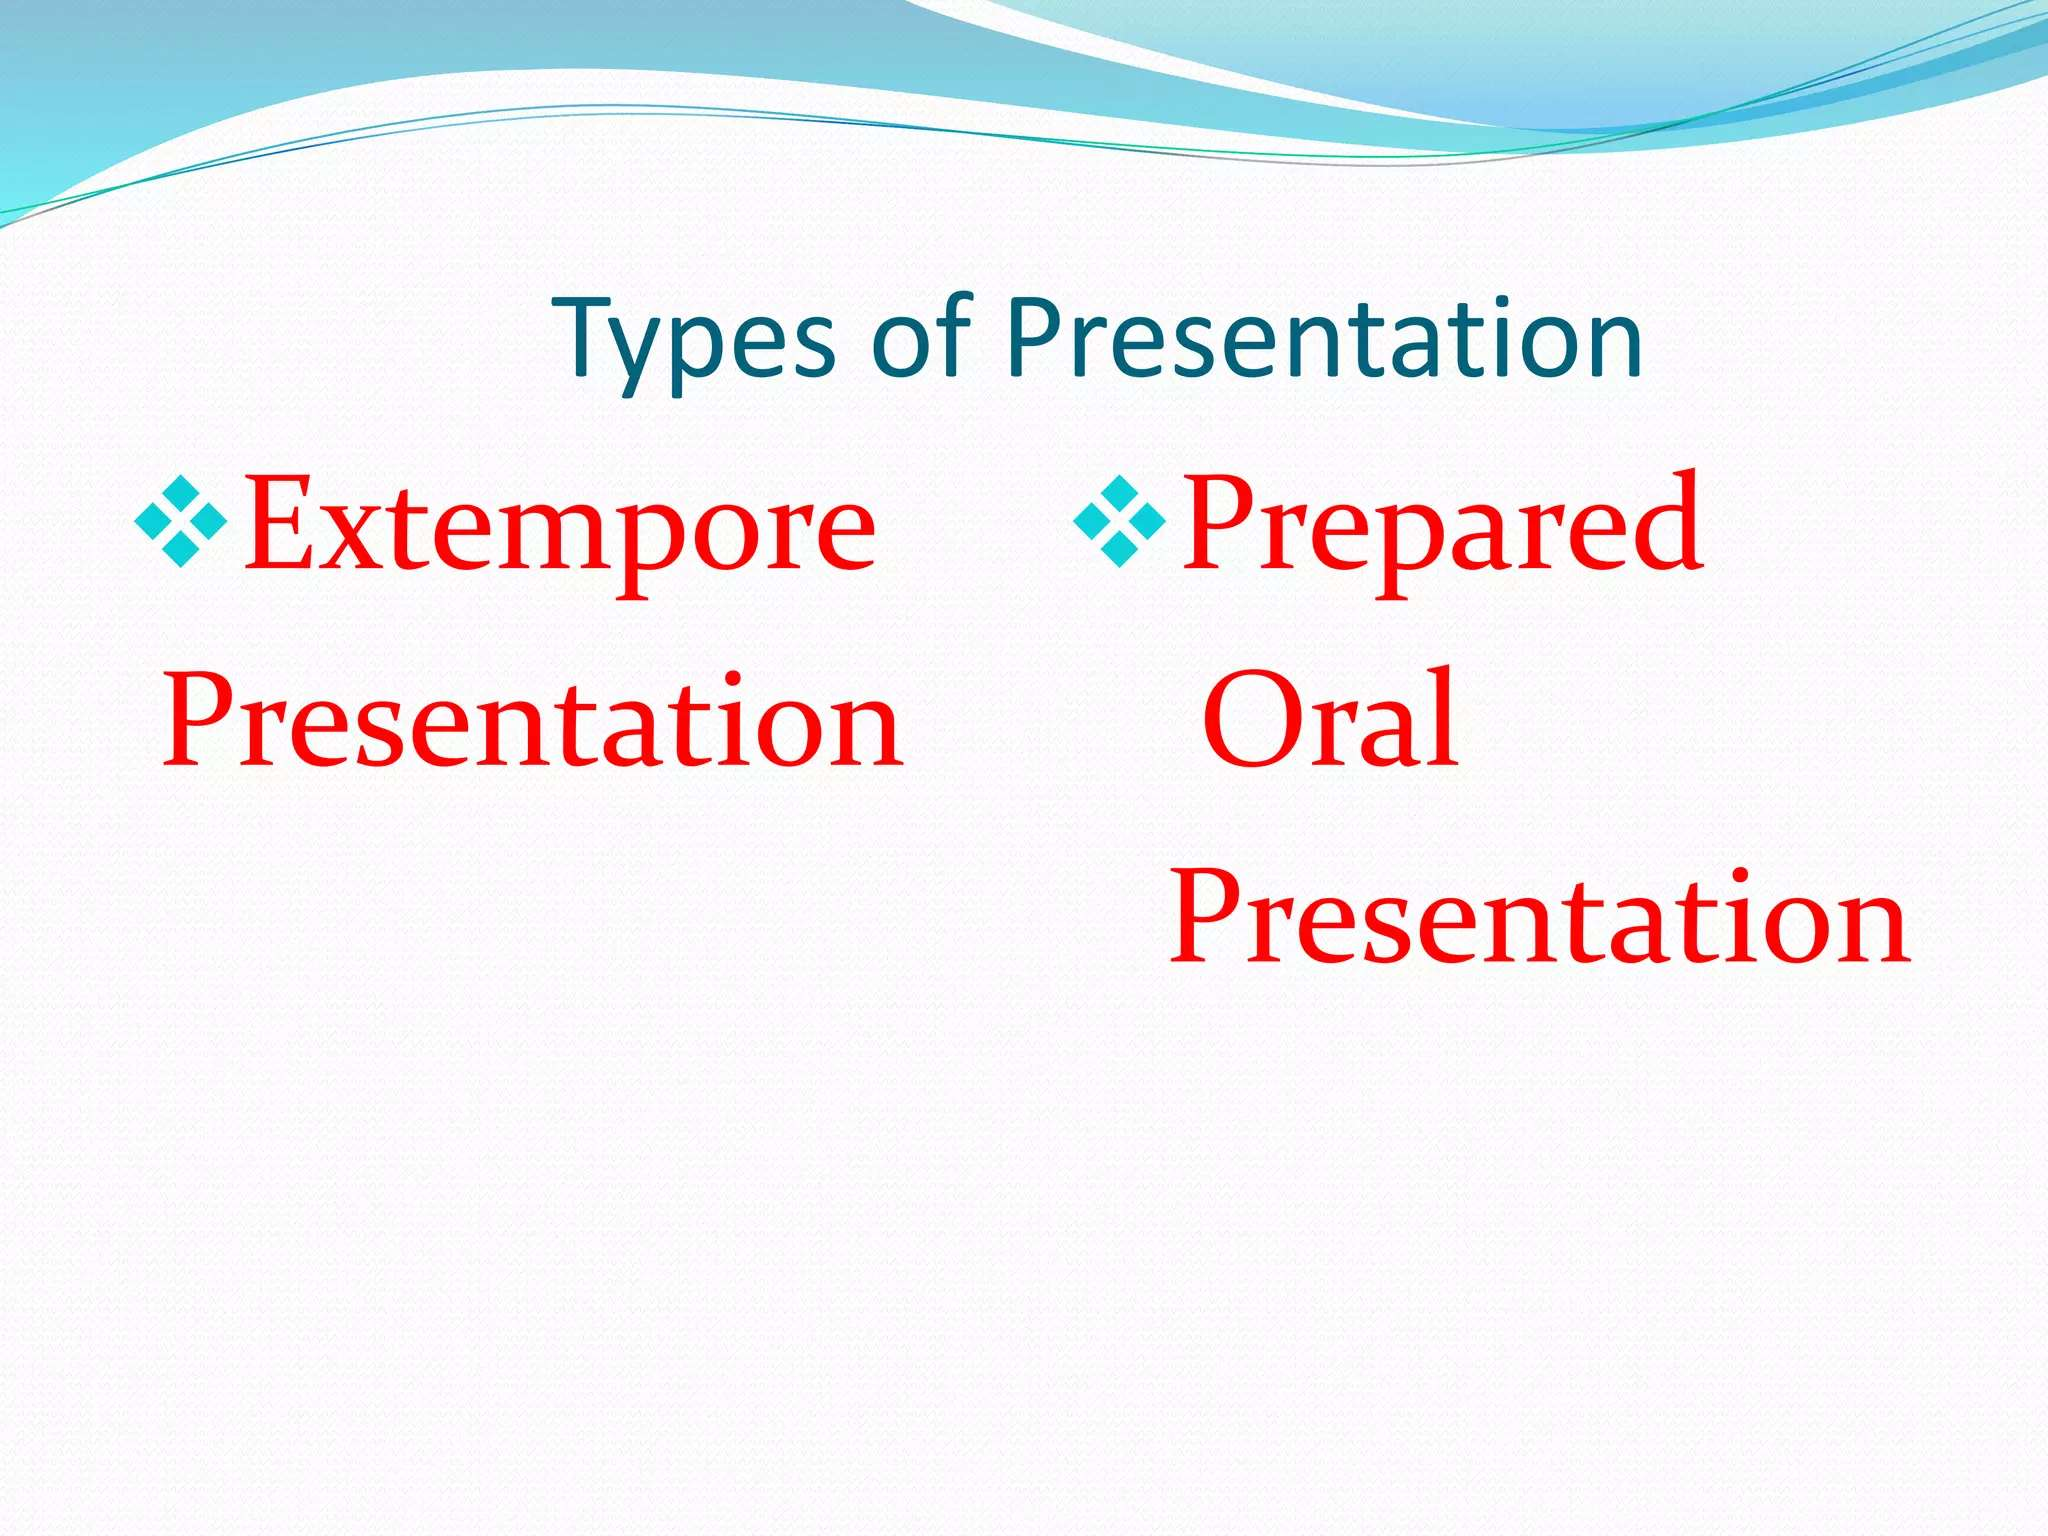 Types of Presentation
❖Extempore
Presentation
❖Prepared
Oral
Presentation